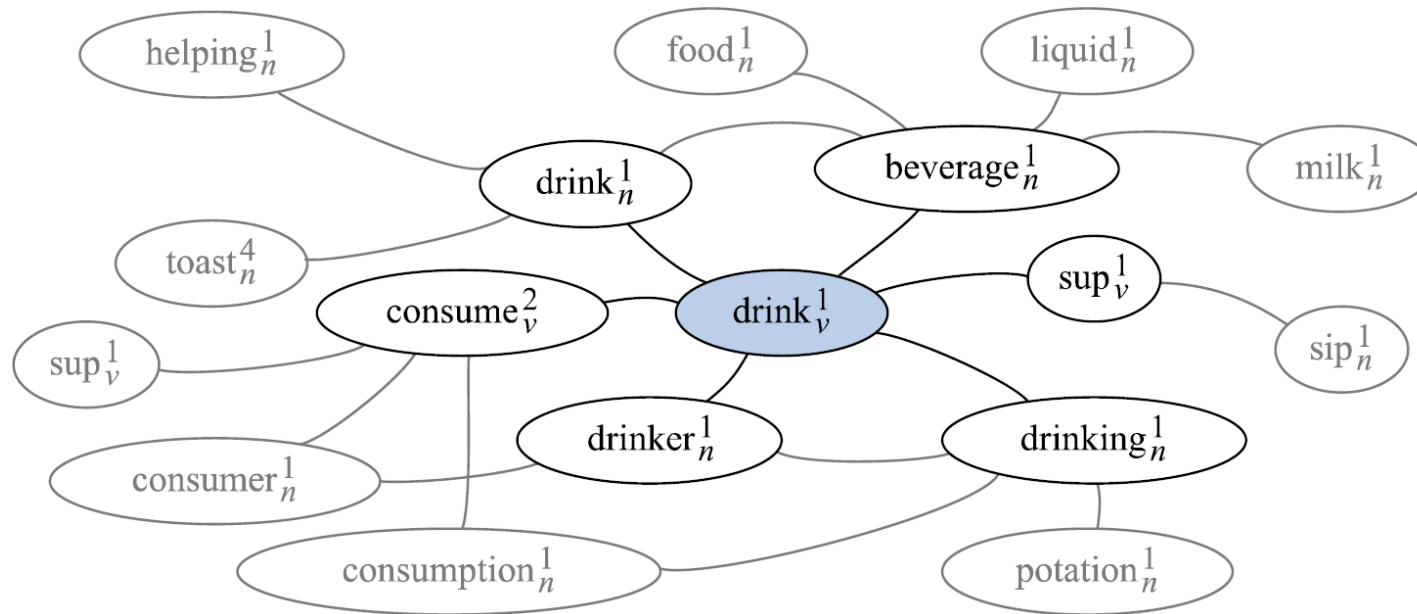 helping¹ₙ
food¹ₙ
liquid¹ₙ
drink¹ₙ
beverage¹ₙ
milk¹ₙ
toast⁴ₙ
consume²ᵥ
drink¹ᵥ
sup¹ᵥ
sup¹ᵥ
sip¹ₙ
drinker¹ₙ
drinking¹ₙ
consumer¹ₙ
consumption¹ₙ
potation¹ₙ